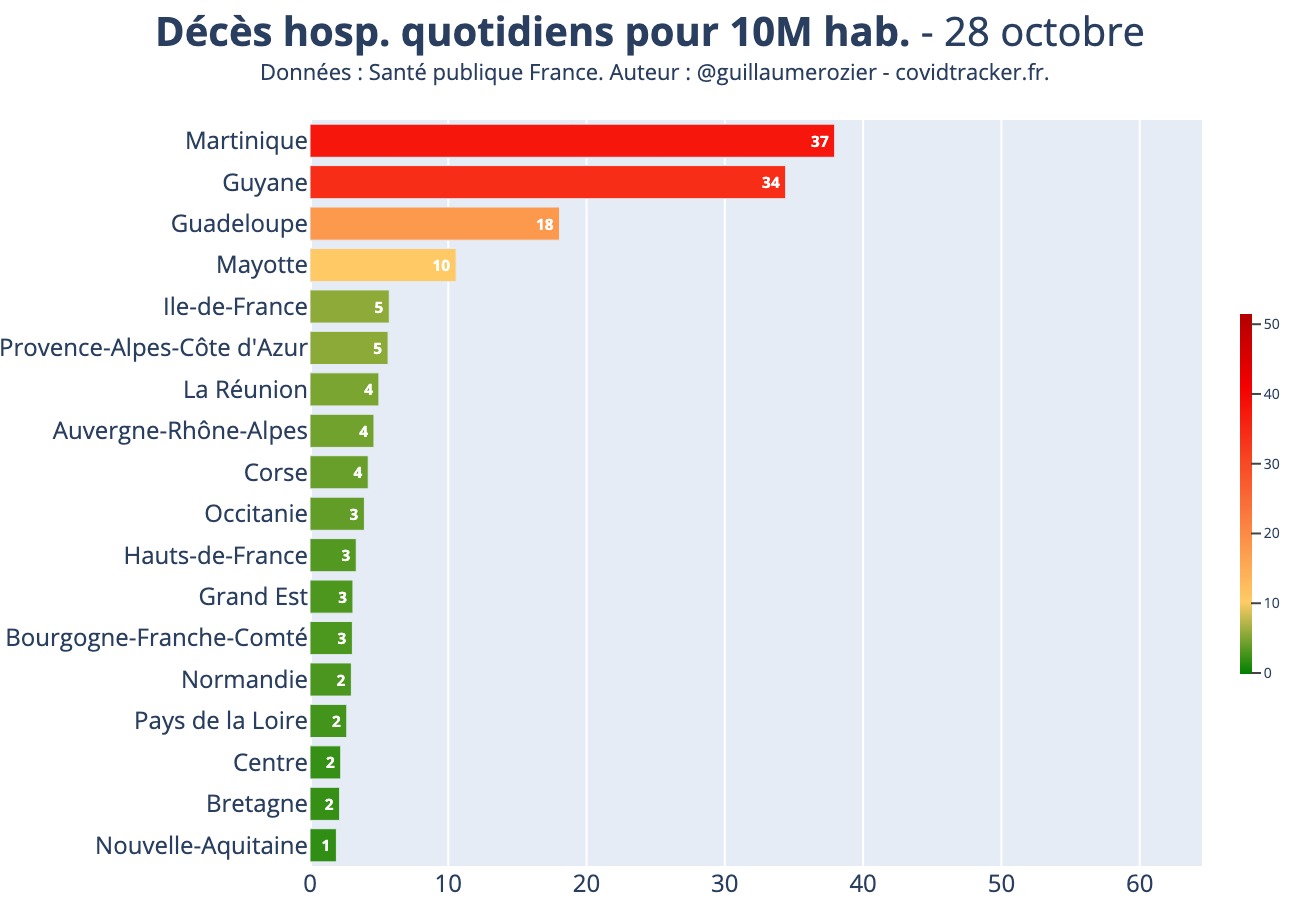 Décès hosp. quotidiens pour 10M hab. - 28 octobre
Données : Santé publique France. Auteur : @guillaumerozier - covidtracker.fr.
Martinique 37
Guyane 34
Guadeloupe 18
Mayotte 10
Ile-de-France 5
Provence-Alpes-Côte d'Azur 5
La Réunion 4
Auvergne-Rhône-Alpes 4
Corse 4
Occitanie 3
Hauts-de-France 3
Grand Est 3
Bourgogne-Franche-Comté 3
Normandie 2
Pays de la Loire 2
Centre 2
Bretagne 2
Nouvelle-Aquitaine 1
0 10 20 30 40 50 60
50
40
30
20
10
0